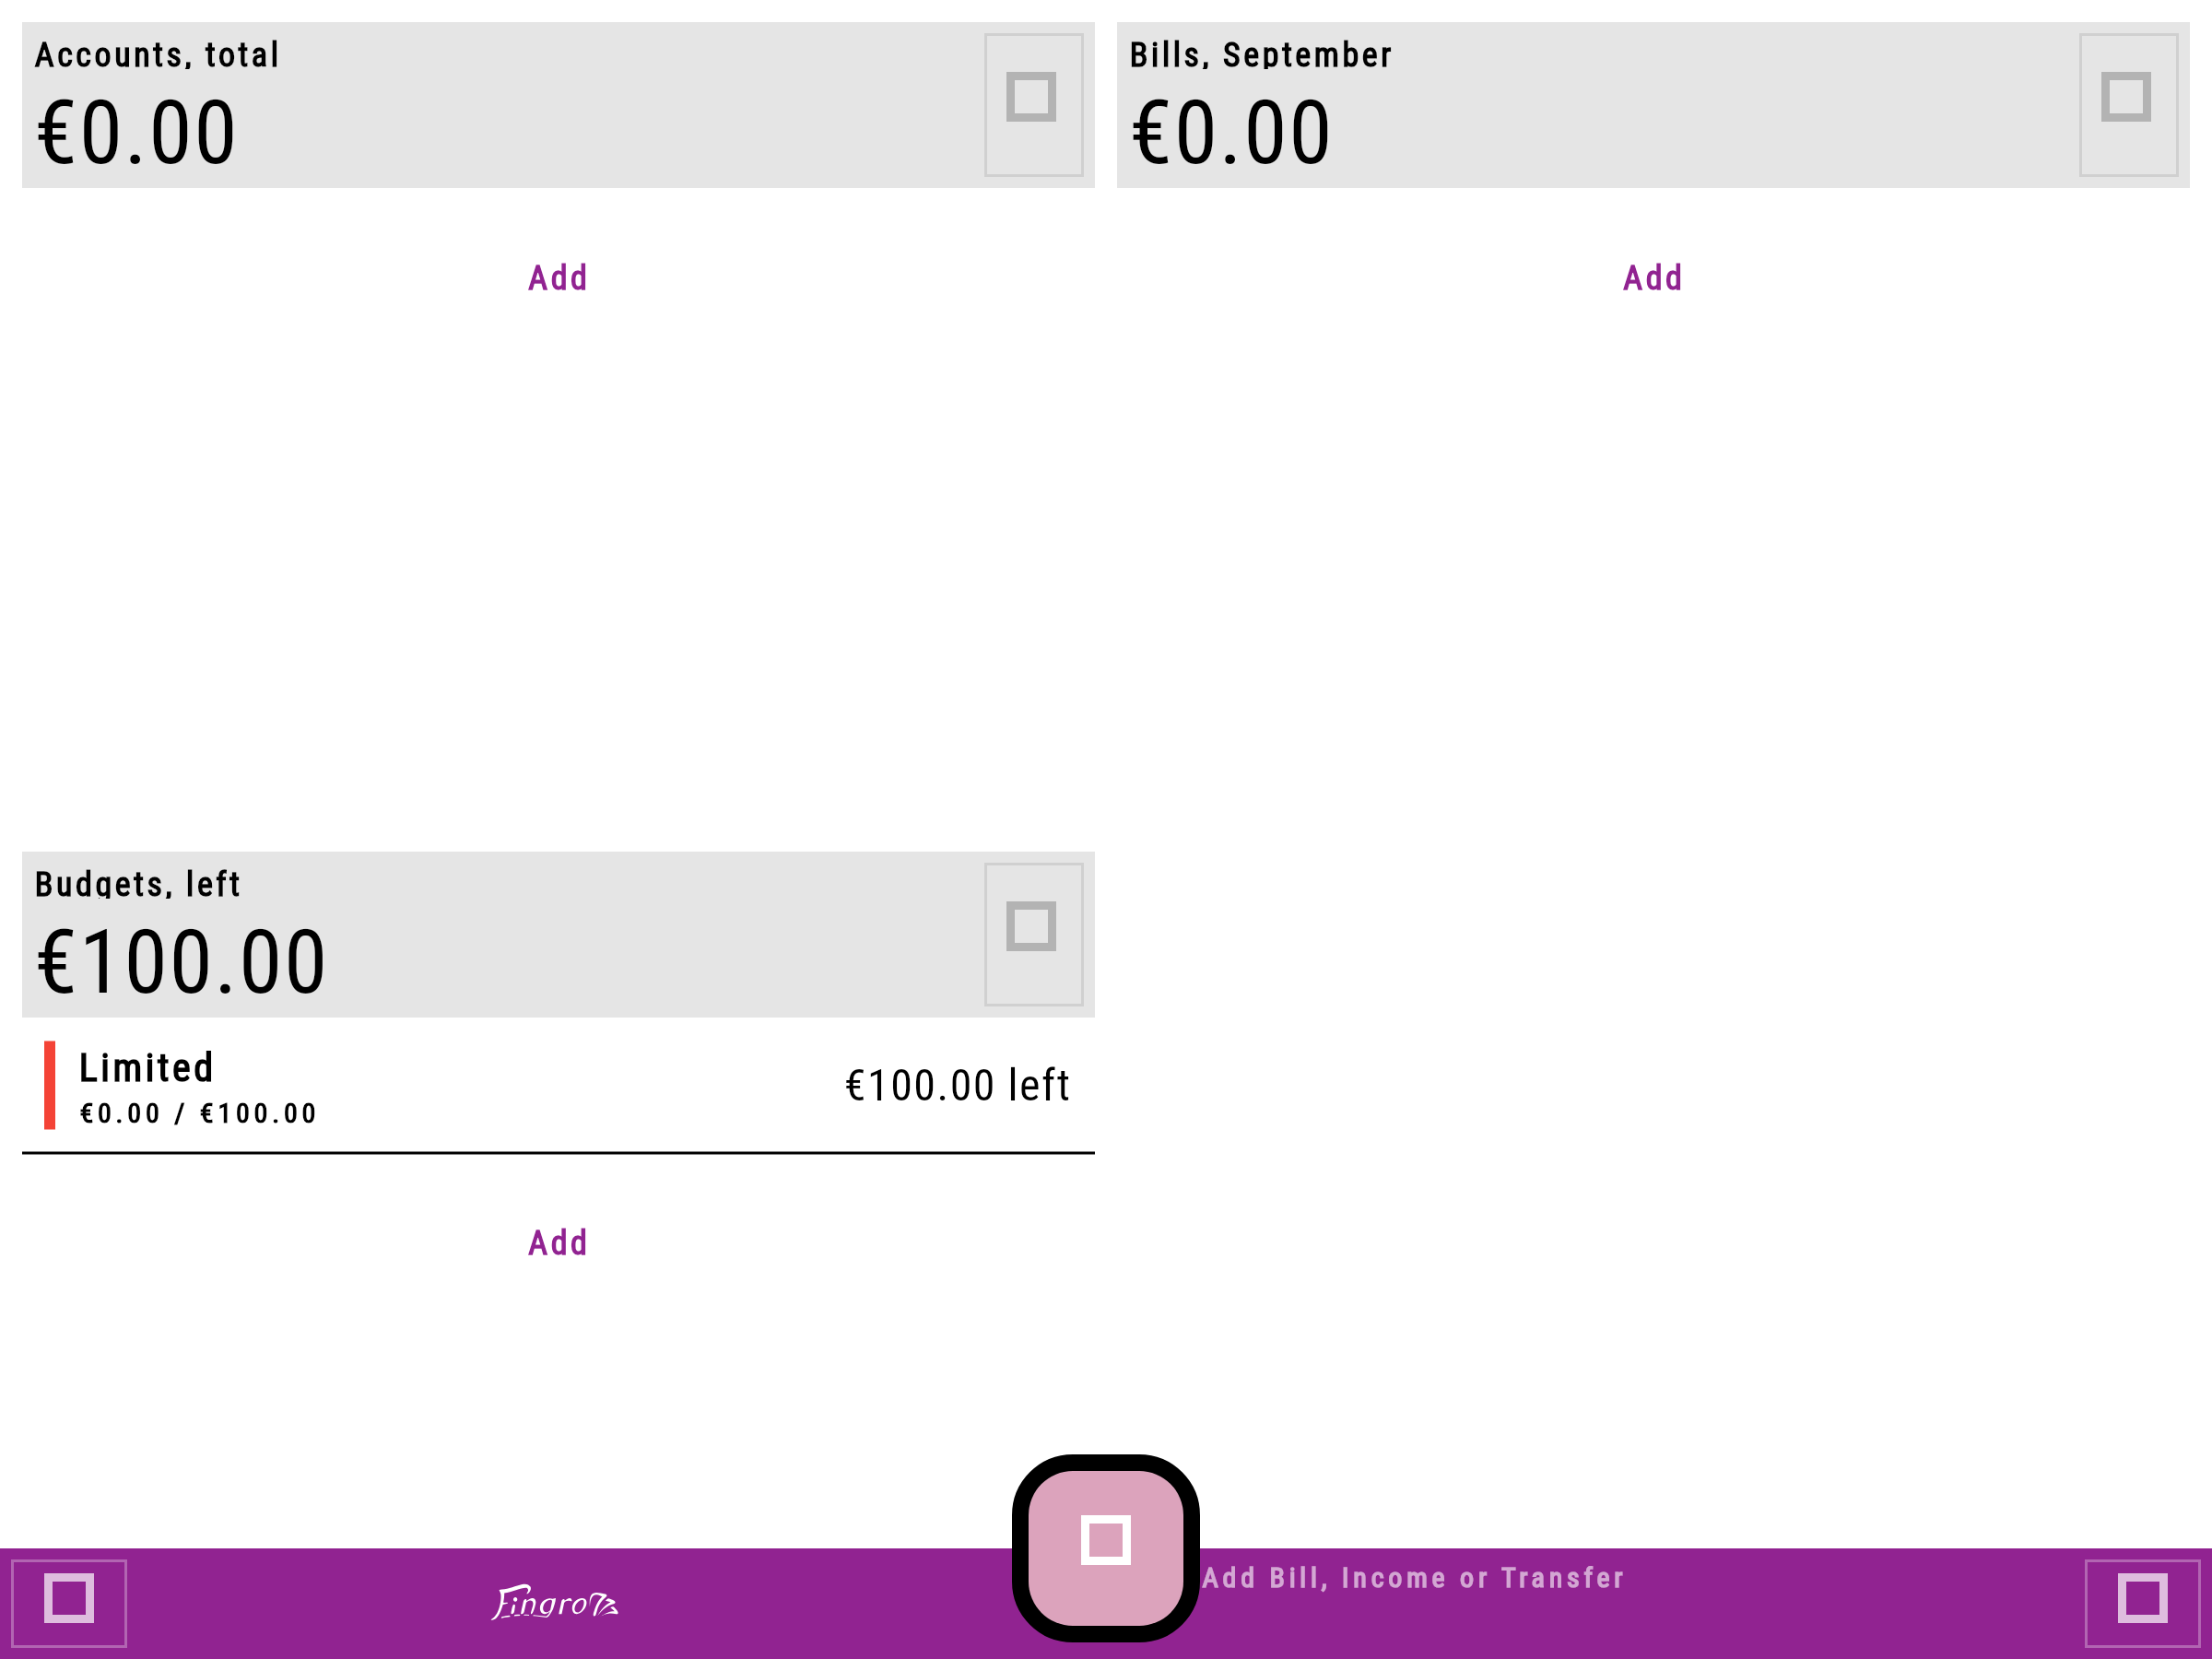 Accounts, total
€0.00
Add
Bills, September
€0.00
Add
Budgets, left
€100.00
Limited
€0.00 / €100.00
€100.00 left
Add
Add Bill, Income or Transfer